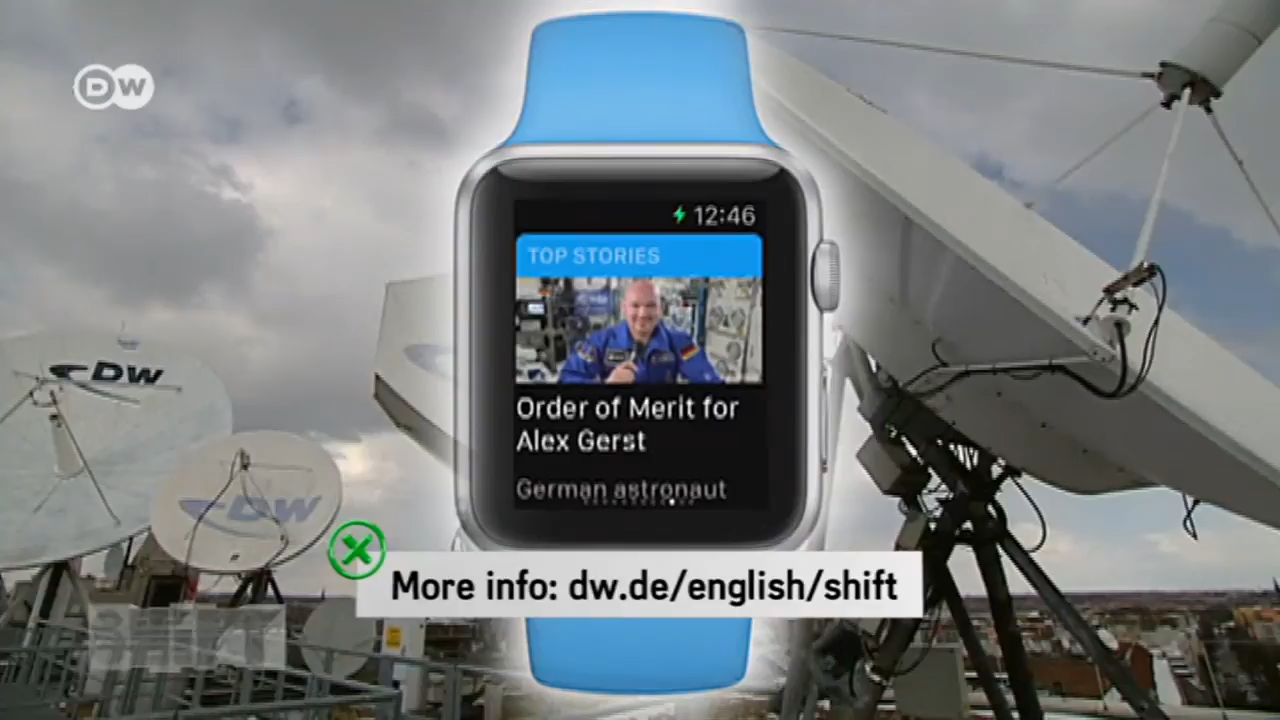 DW
12:46
TOP STORIES
Order of Merit for
Alex Gerst
German astronaut
DW
DW
More info: dw.de/english/shift
SHIFT